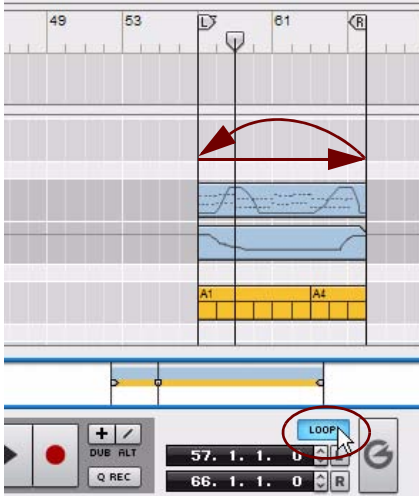 49 53 L 61 R
A1 A4
LOOP
DUB ALT
57. 1. 1. 0 L
Q REC
66. 1. 1. 0 R